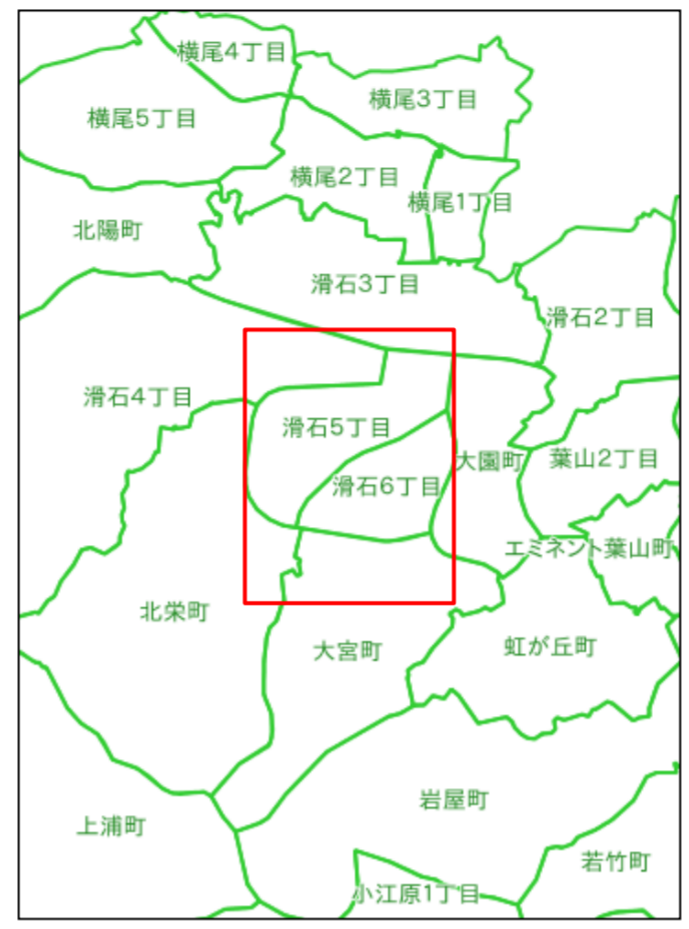 横尾4丁目
横尾3丁目
横尾5丁目
横尾2丁目
横尾1丁目
北陽町
滑石3丁目
滑石2丁目
滑石4丁目
滑石5丁目
大園町
葉山2丁目
滑石6丁目
エミネント葉山町
北栄町
大宮町
虹が丘町
岩屋町
上浦町
若竹町
小江原1丁目